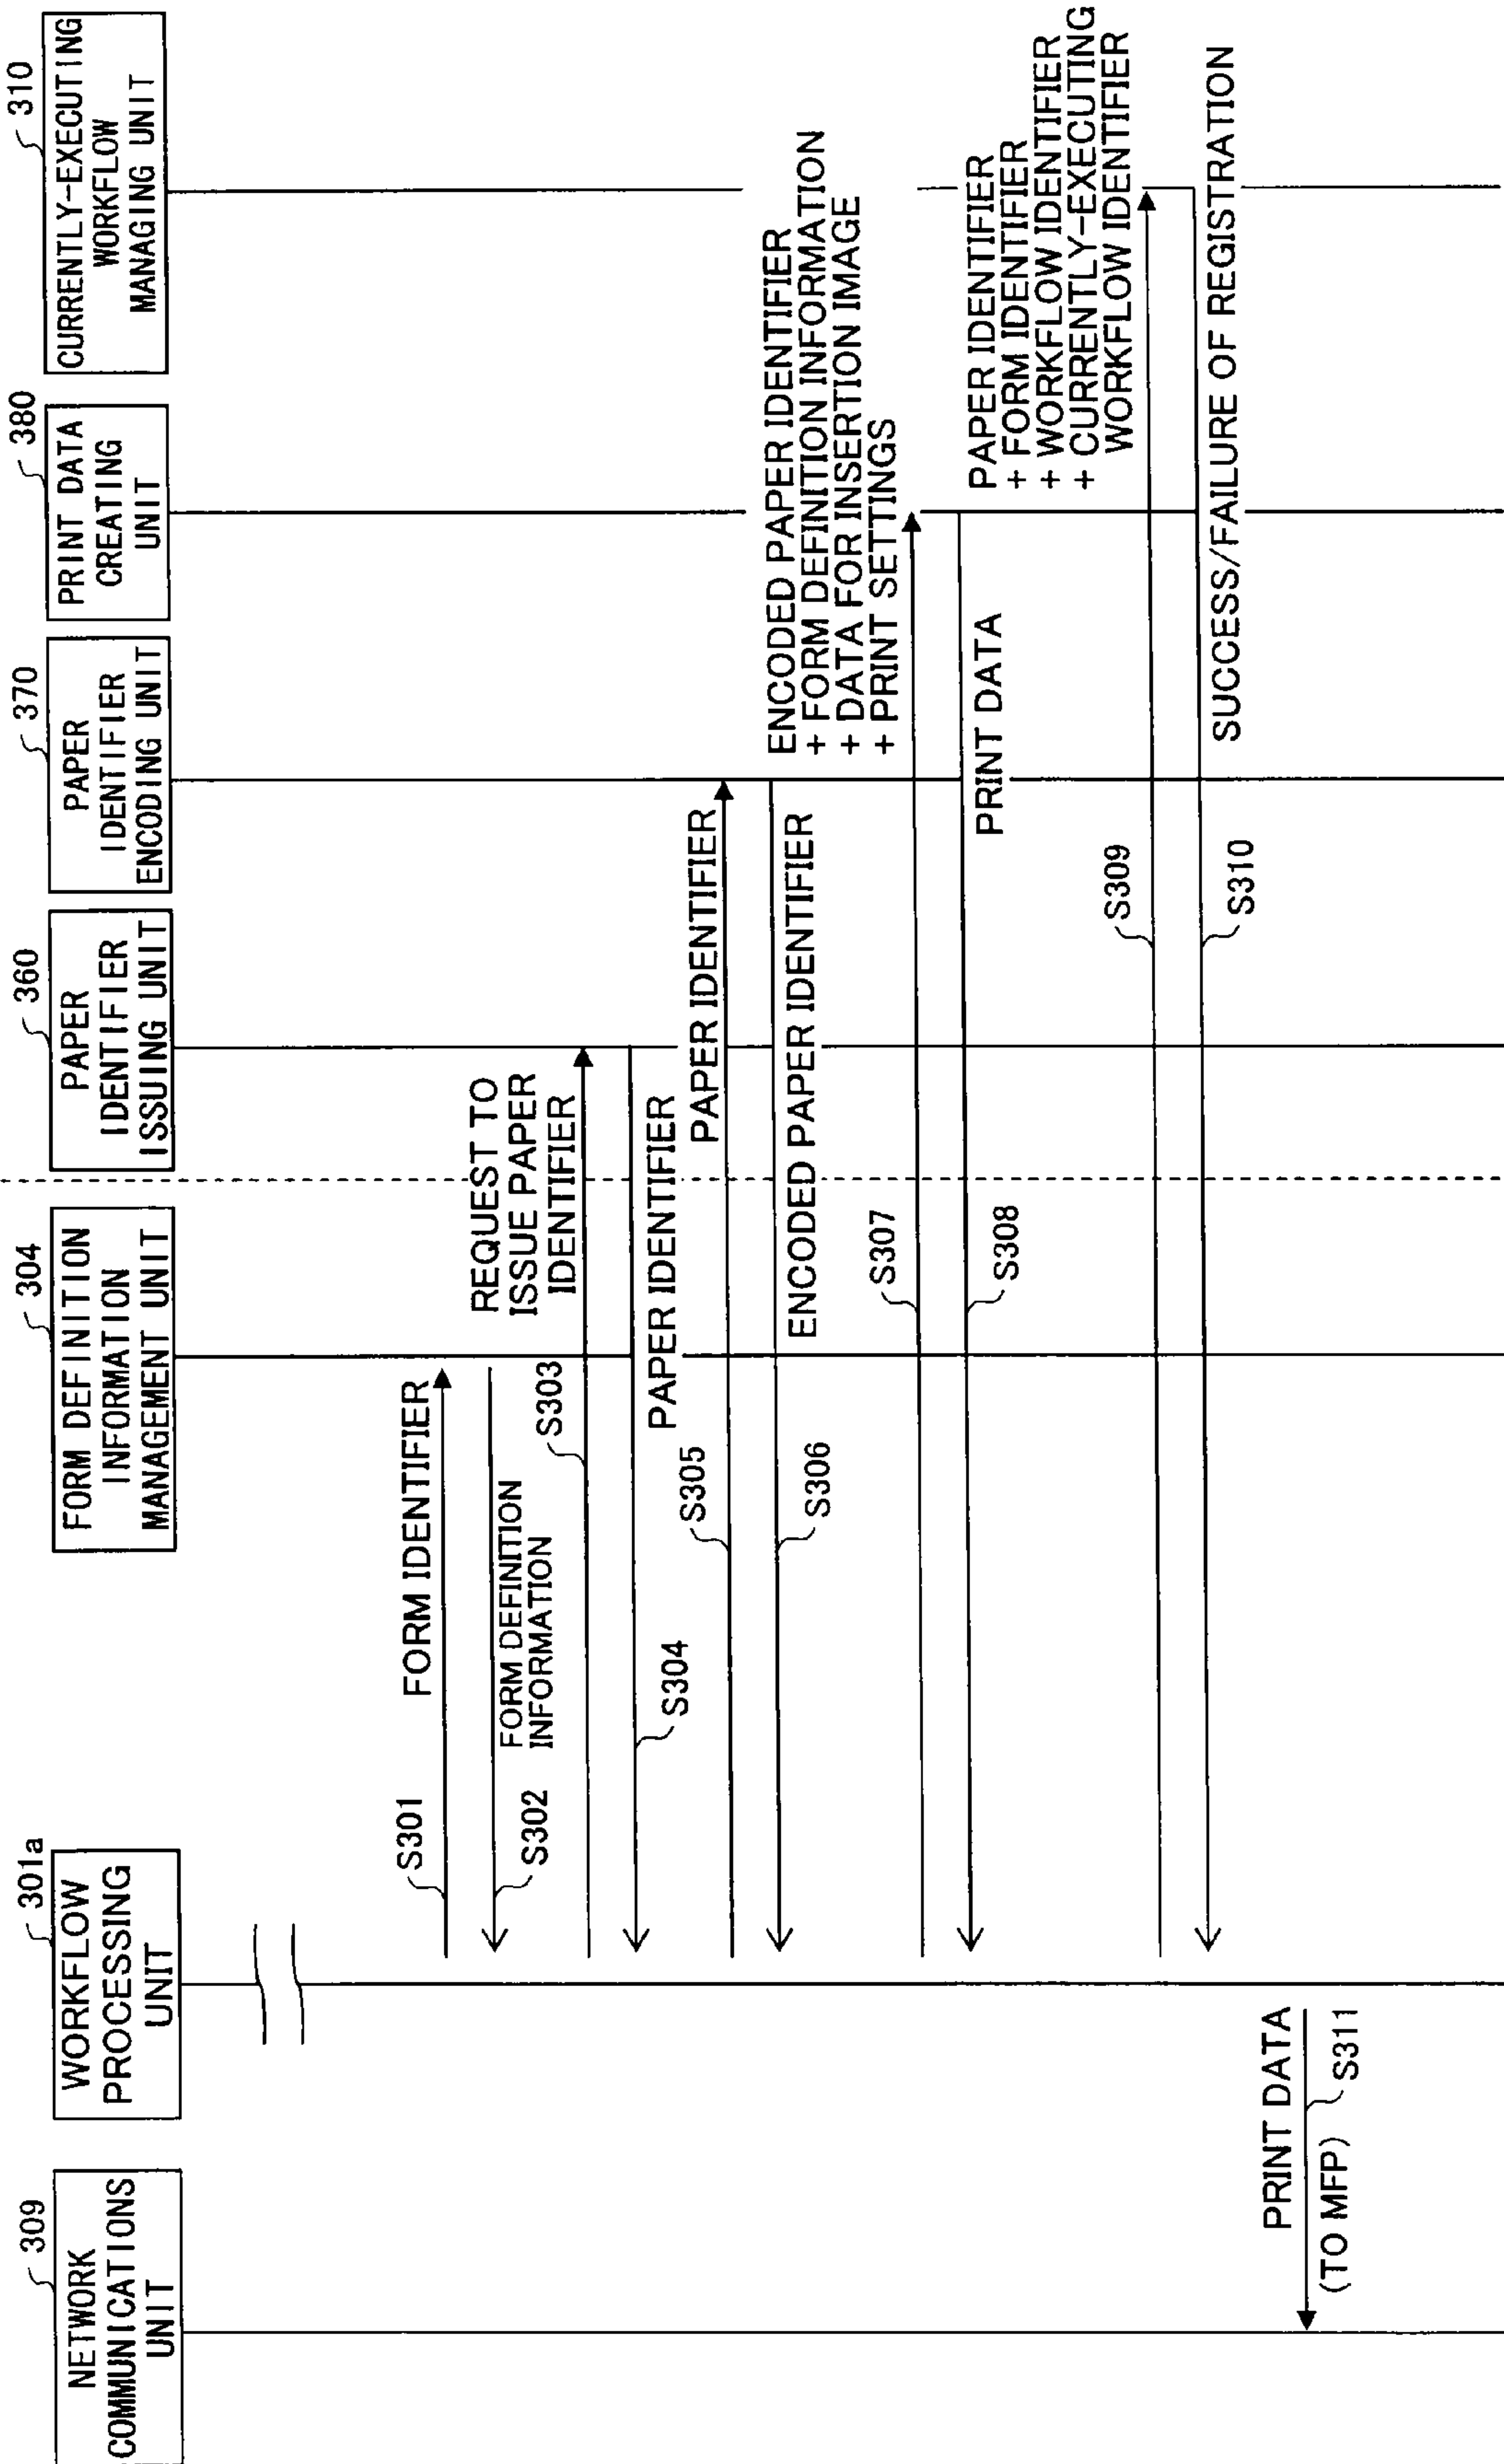 309
NETWORK
COMMUNICATIONS
UNIT
301a
WORKFLOW
PROCESSING
UNIT
304
FORM DEFINITION
INFORMATION
MANAGEMENT UNIT
360
PAPER
IDENTIFIER
ISSUING UNIT
370
PAPER
IDENTIFIER
ENCODING UNIT
380
PRINT DATA
CREATING
UNIT
310
CURRENTLY-EXECUTING
WORKFLOW
MANAGING UNIT
S301
FORM IDENTIFIER
S302
FORM DEFINITION
INFORMATION
S303
REQUEST TO
ISSUE PAPER
IDENTIFIER
S304
PAPER IDENTIFIER
S305
PAPER IDENTIFIER
S306
ENCODED PAPER IDENTIFIER
S307
ENCODED PAPER IDENTIFIER
+ FORM DEFINITION INFORMATION
+ DATA FOR INSERTION IMAGE
+ PRINT SETTINGS
S308
PRINT DATA
S309
PAPER IDENTIFIER
+ FORM IDENTIFIER
+ WORKFLOW IDENTIFIER
+ CURRENTLY-EXECUTING
WORKFLOW IDENTIFIER
S310
SUCCESS/FAILURE OF REGISTRATION
PRINT DATA
(TO MFP)
S311